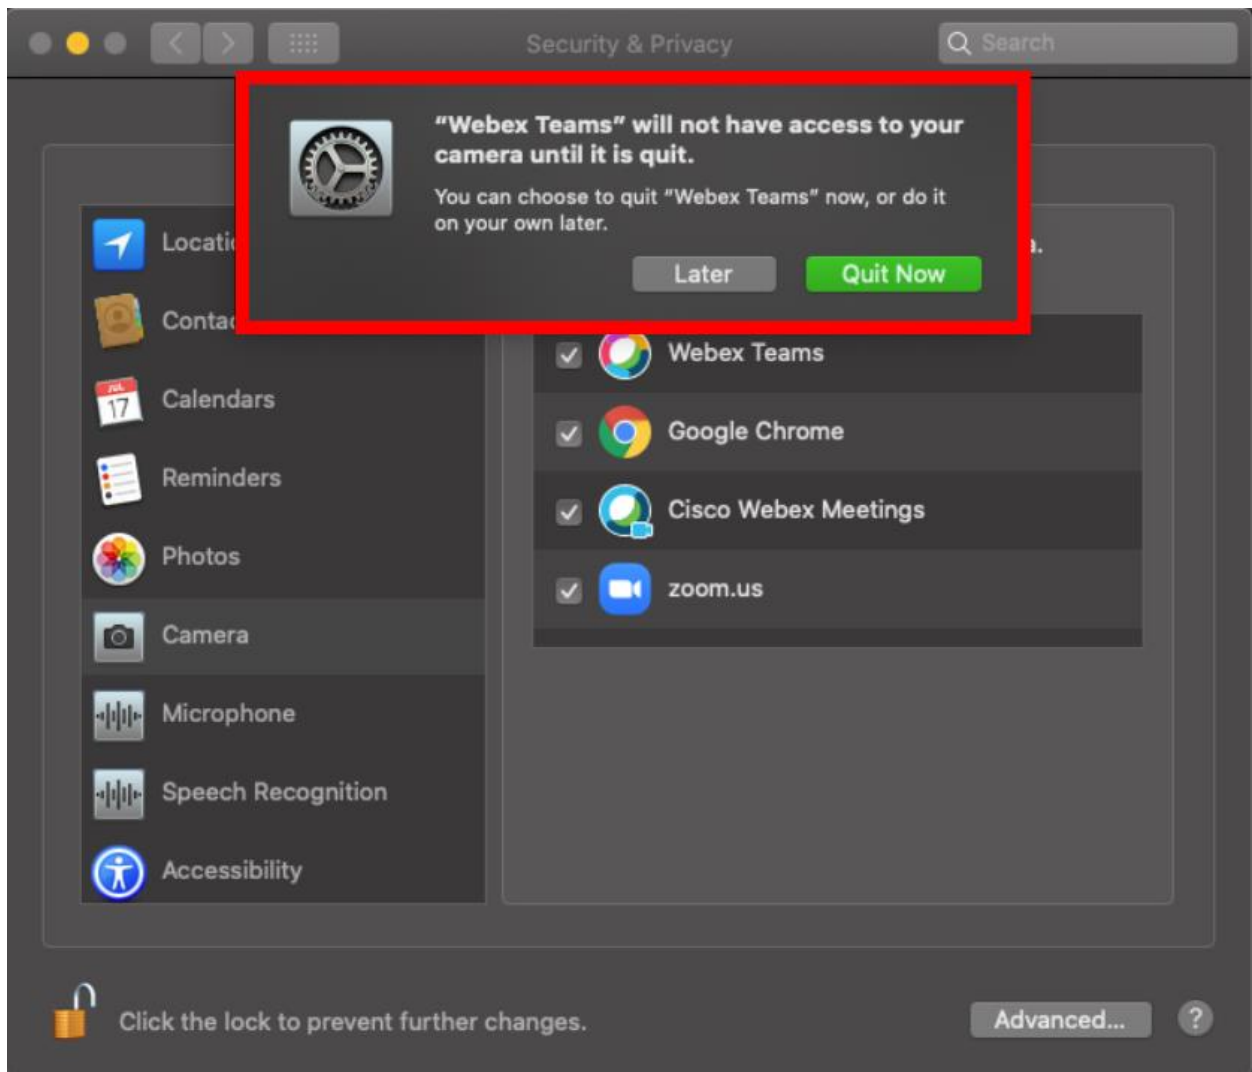 Security & Privacy
Search
“Webex Teams” will not have access to your
camera until it is quit.
You can choose to quit “Webex Teams” now, or do it
on your own later.
Later
Quit Now
Contac
Calendars
JUL
17
Reminders
Photos
Camera
Microphone
Speech Recognition
Accessibility
Webex Teams
Google Chrome
Cisco Webex Meetings
zoom.us
Click the lock to prevent further changes.
Advanced...
?